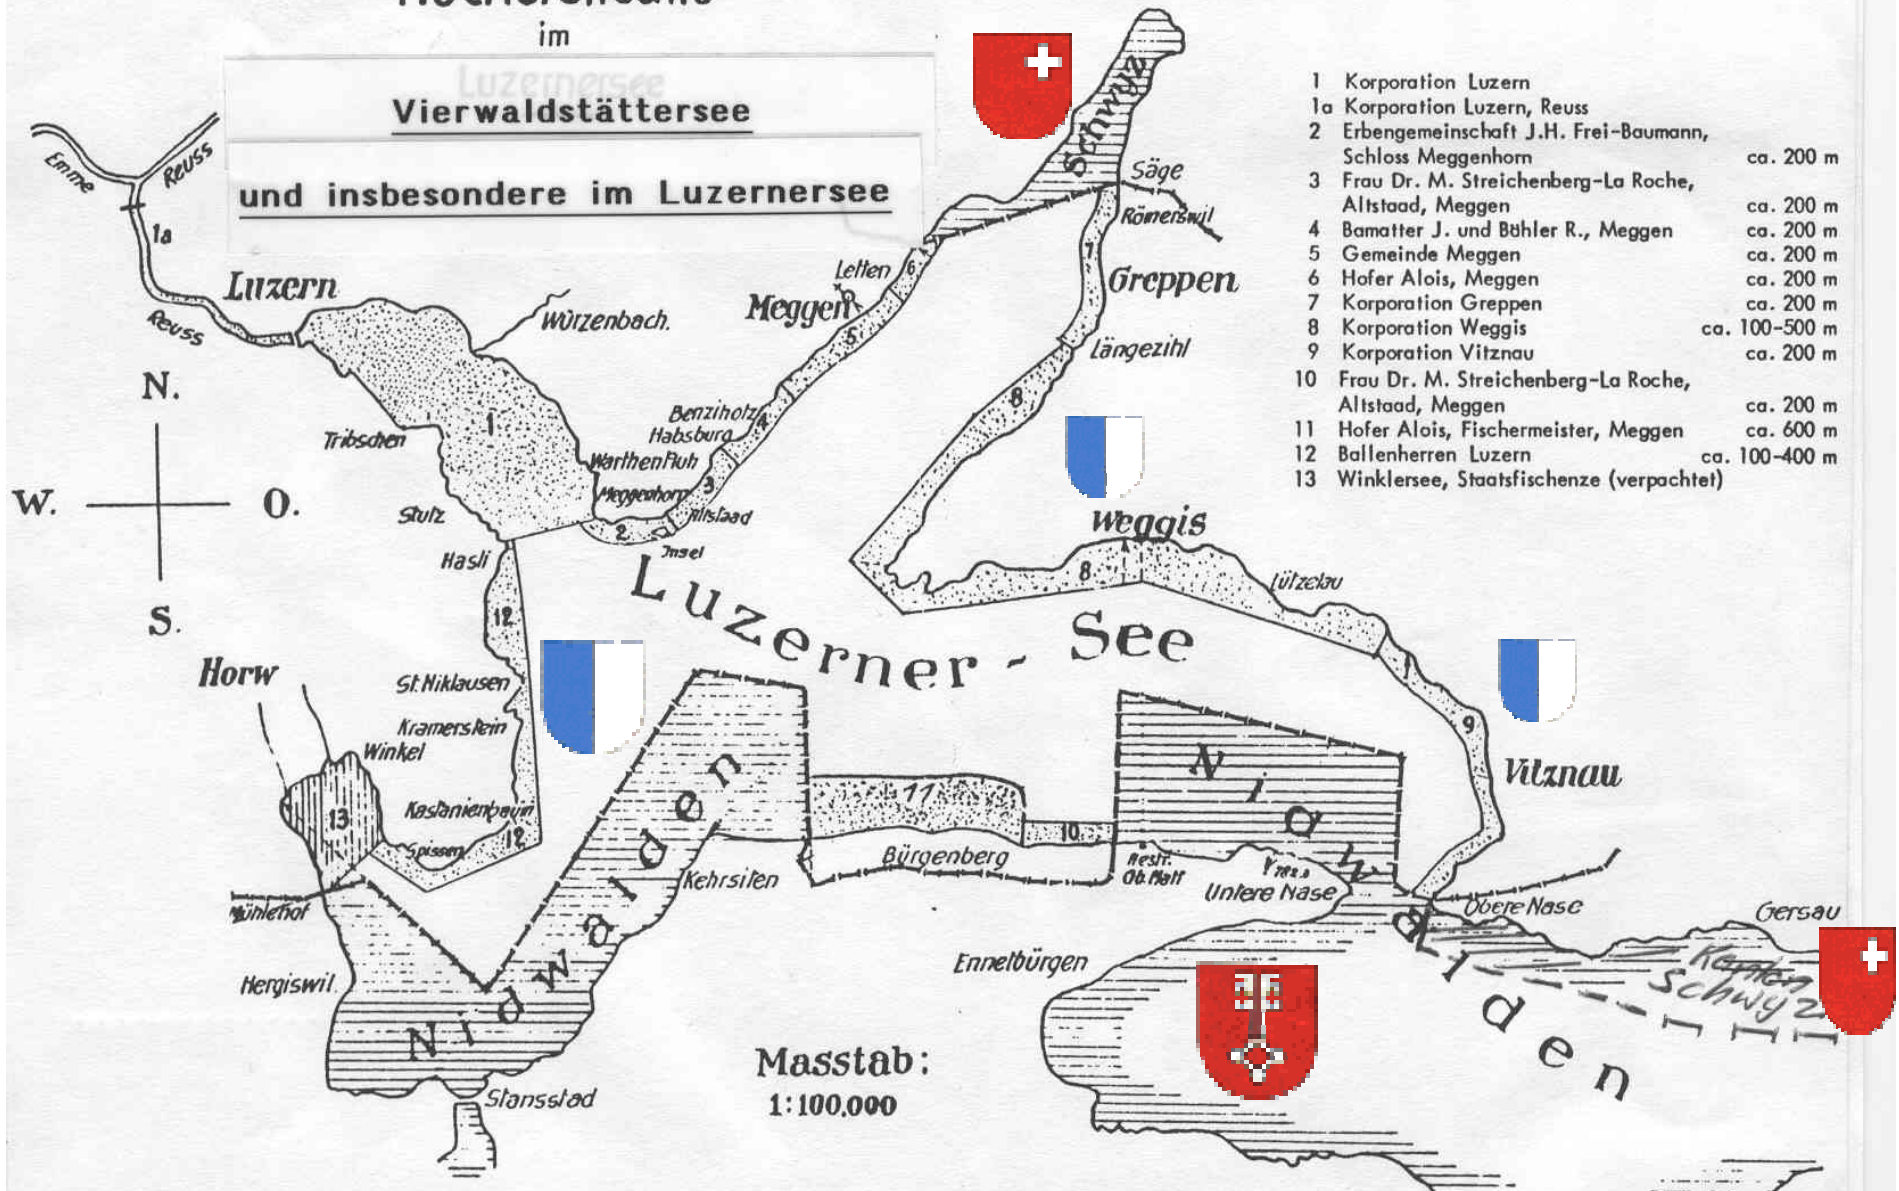 im
Luzernersee
Vierwaldstättersee
und insbesondere im Luzernersee
1 Korporation Luzern
1a Korporation Luzern, Reuss
2 Erbengemeinschaft J.H. Frei-Baumann,
Schloss Meggenhorn ca. 200 m
3 Frau Dr. M. Streichenberg-La Roche,
Altstaad, Meggen ca. 200 m
4 Bamatter J. und Bühler R., Meggen ca. 200 m
5 Gemeinde Meggen ca. 200 m
6 Hofer Alois, Meggen ca. 200 m
7 Korporation Greppen ca. 200 m
8 Korporation Weggis ca. 100-500 m
9 Korporation Vitznau ca. 200 m
10 Frau Dr. M. Streichenberg-La Roche,
Altstaad, Meggen ca. 200 m
11 Hofer Alois, Fischermeister, Meggen ca. 600 m
12 Ballenherren Luzern ca. 100-400 m
13 Winklersee, Staatsfischenze (verpachtet)
Schwyz
Emme
Reuss
1a
Säge
Römerswil
Luzern
Reuss
Würzenbach.
Letten
6
Meggen
5
7
Greppen
Längezihl
N.
W.
O.
S.
1
Tribschen
Benziholz
4
Habsburg
Warthenfluh
Meggenhorn
3
Altstaad
2
Insel
8
Stutz
Hasli
12
Weggis
8
Lützelau
Luzerner - See
Horw
St. Niklausen
Kramerstein
Winkel
13
Kastanienbaum
12
Spissen
9
Vitznau
11
10
Bürgenberg
Kehrsiten
Restr.
Ob. Matt
Untere Nase
Obere Nase
Gersau
Mühlehof
Hergiswil
Nidwalden
Ennetbürgen
Nidwalden
Kanton
Schwyz
Stansstad
Masstab:
1:100,000